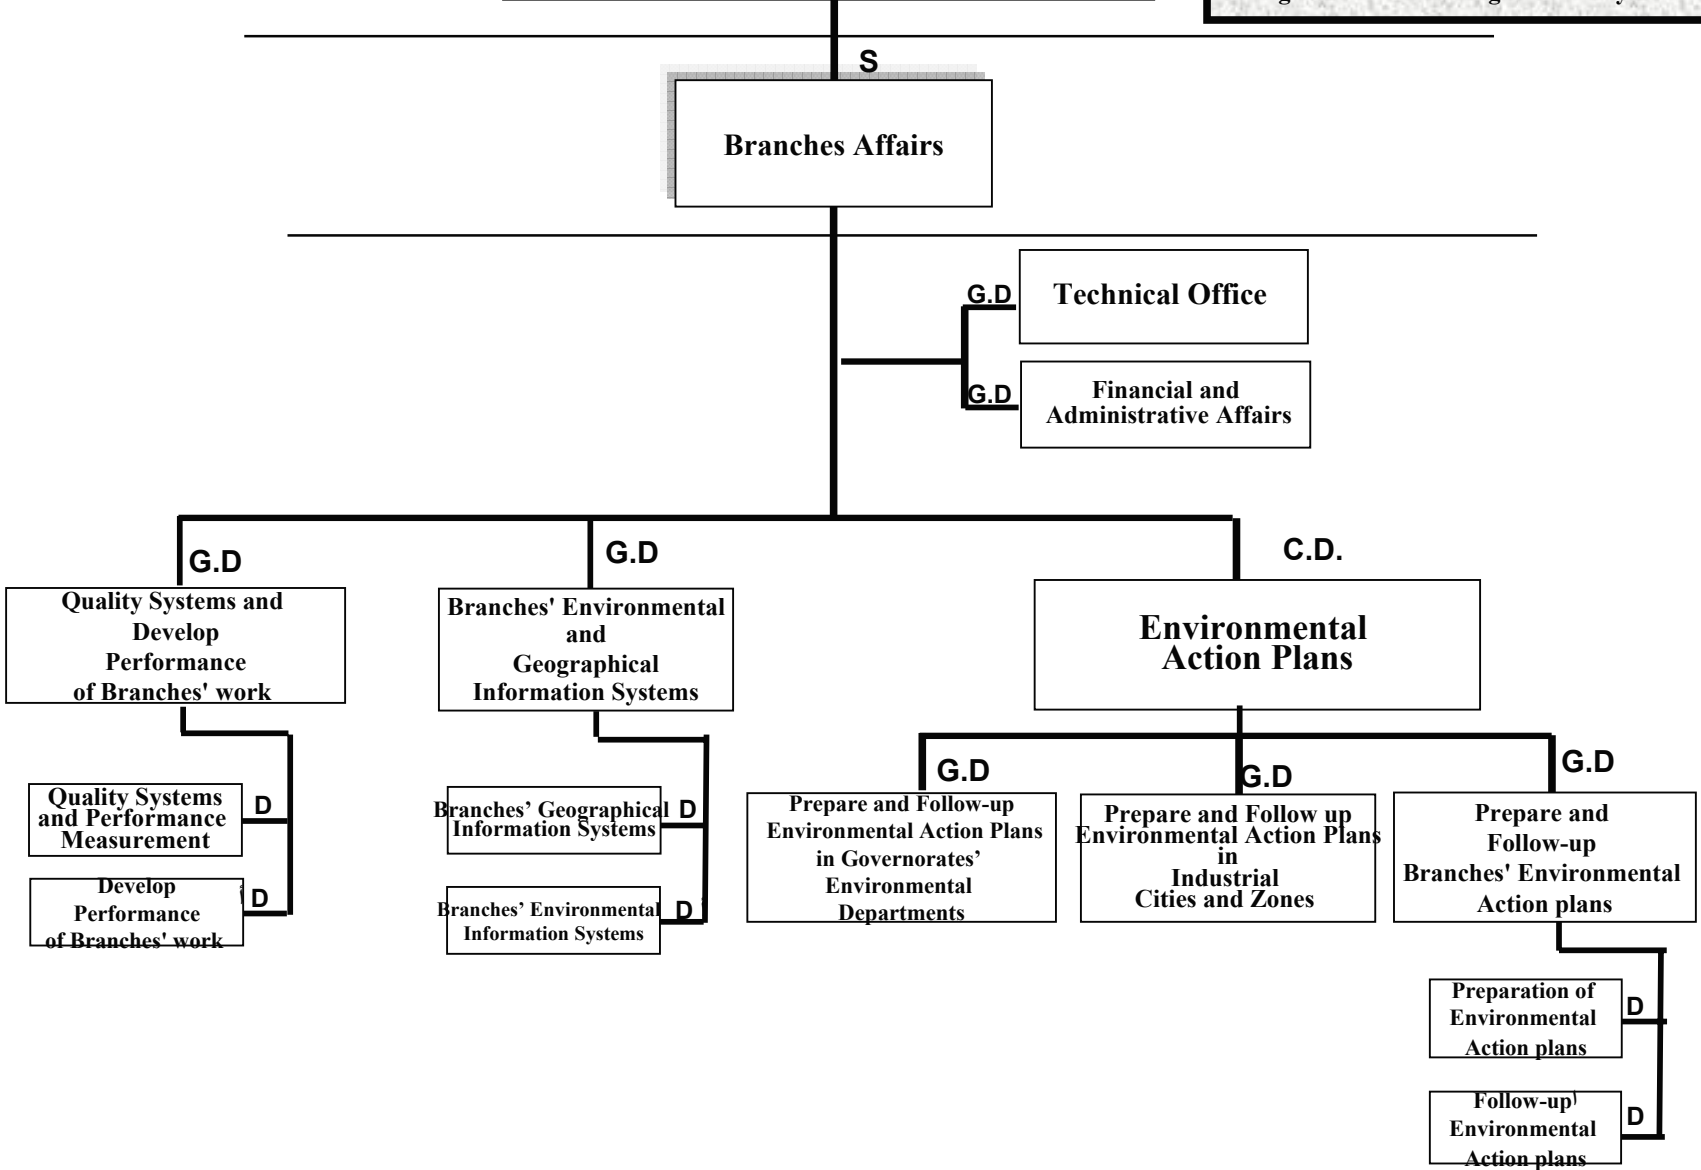 S
Branches Affairs
G.D
Technical Office
G.D
Financial and
Administrative Affairs
G.D
G.D
C.D.
Quality Systems and
Develop
Performance
of Branches' work
Branches' Environmental
and
Geographical
Information Systems
Environmental
Action Plans
G.D
G.D
G.D
Quality Systems
and Performance
Measurement
D
Develop
Performance
of Branches' work
D
Branches’ Geographical
Information Systems
D
Branches’ Environmental
Information Systems
D
Prepare and Follow-up
Environmental Action Plans
in Governorates’
Environmental
Departments
Prepare and Follow up
Environmental Action Plans
in
Industrial
Cities and Zones
Prepare and
Follow-up
Branches' Environmental
Action plans
Preparation of
Environmental
Action plans
D
Follow-up
Environmental
Action plans
D